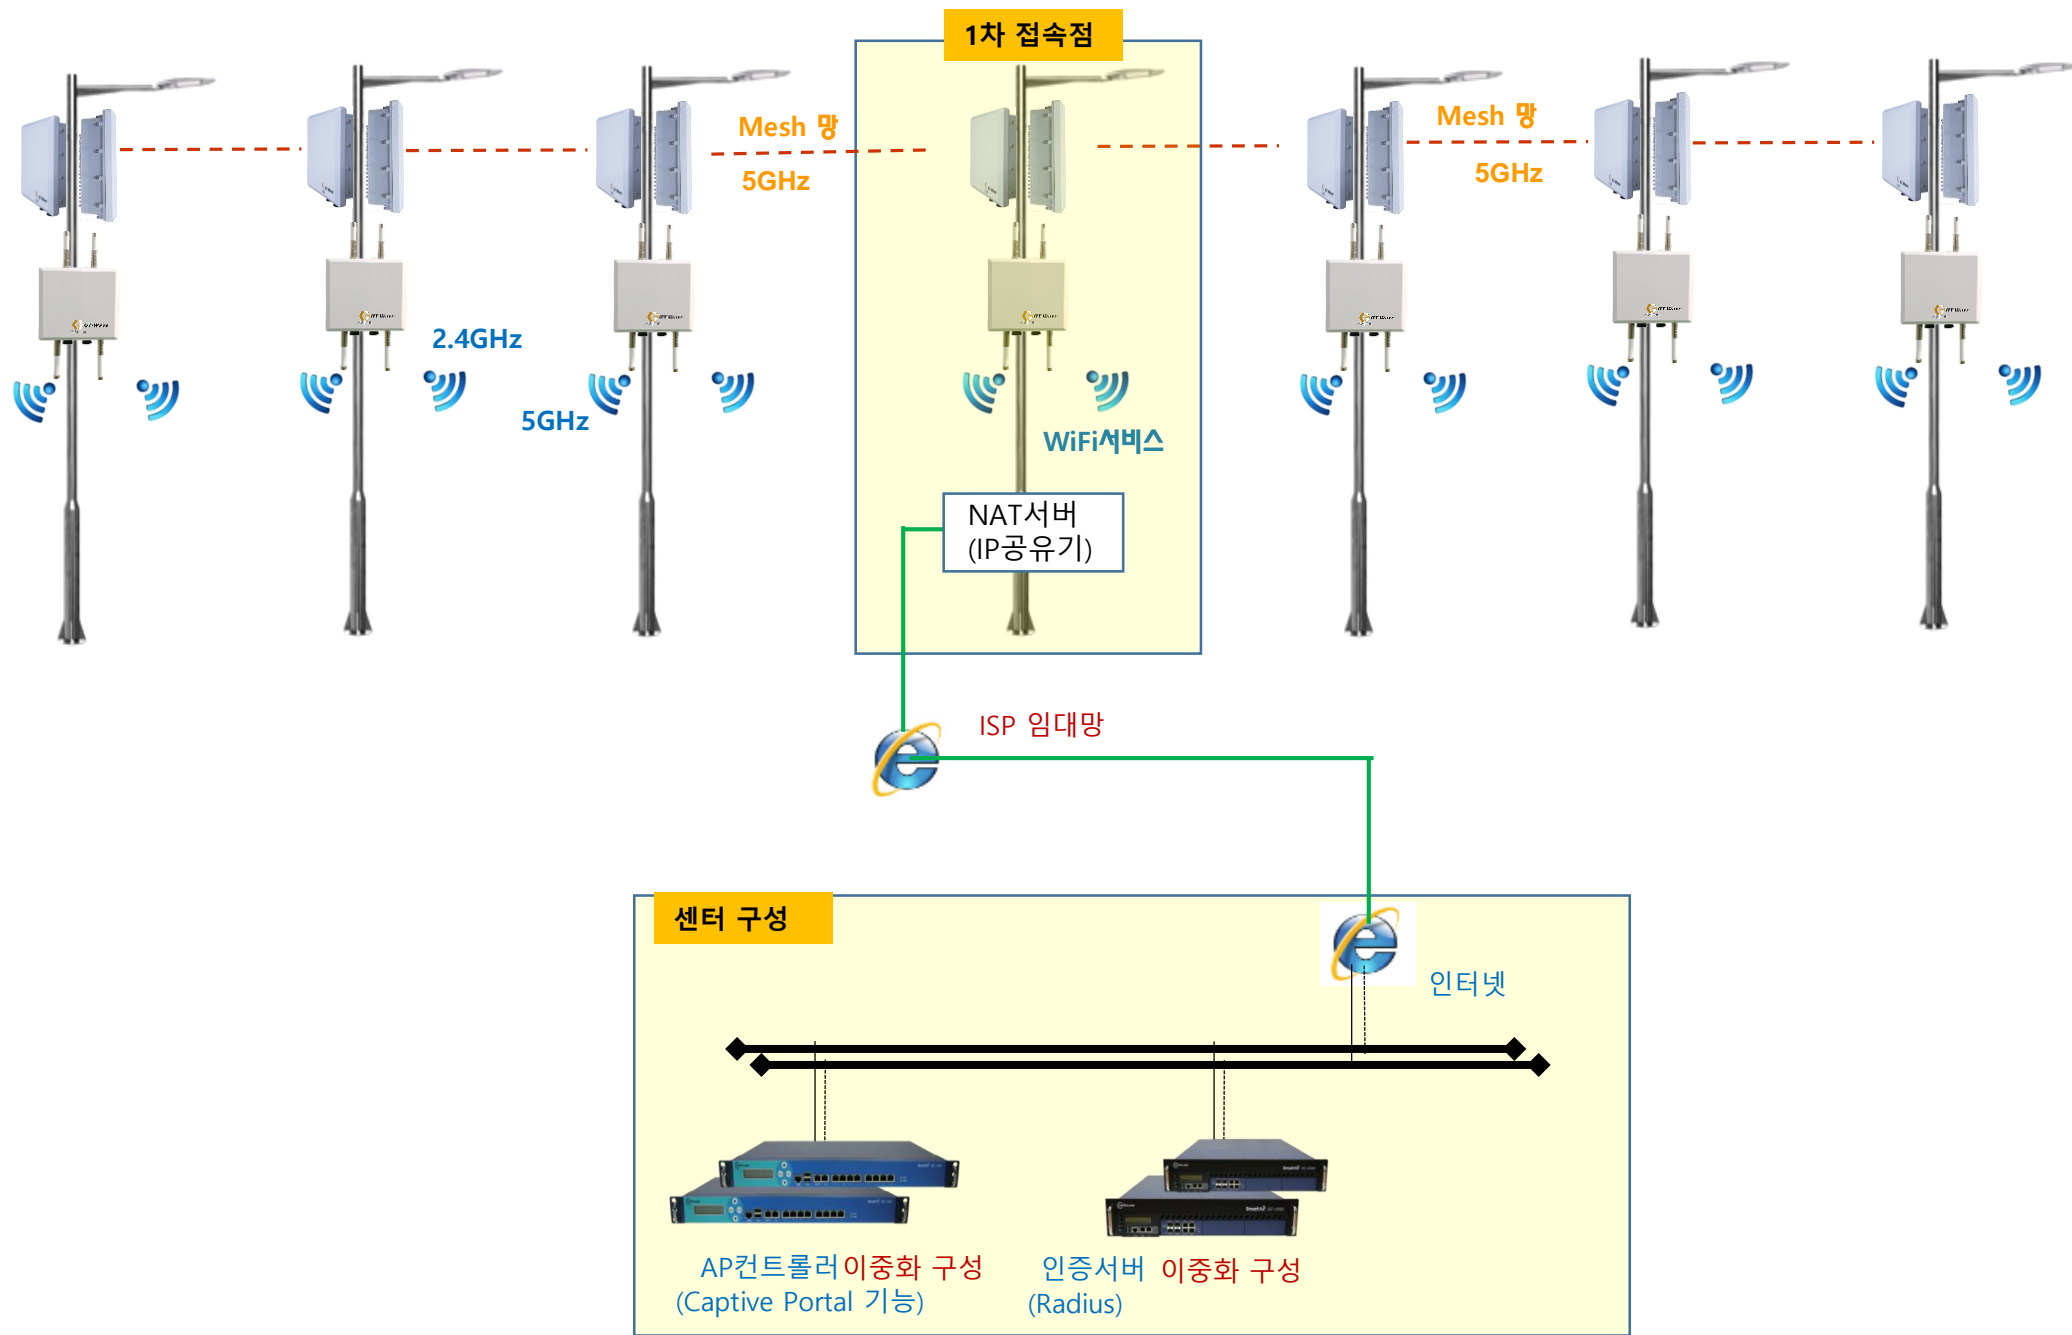 1차 접속점
Mesh 망
5GHz
Mesh 망
5GHz
2.4GHz
5GHz
WiFi서비스
NAT서버
(IP공유기)
ISP 임대망
센터 구성
인터넷
AP컨트롤러 이중화 구성
(Captive Portal 기능)
인증서버 이중화 구성
(Radius)